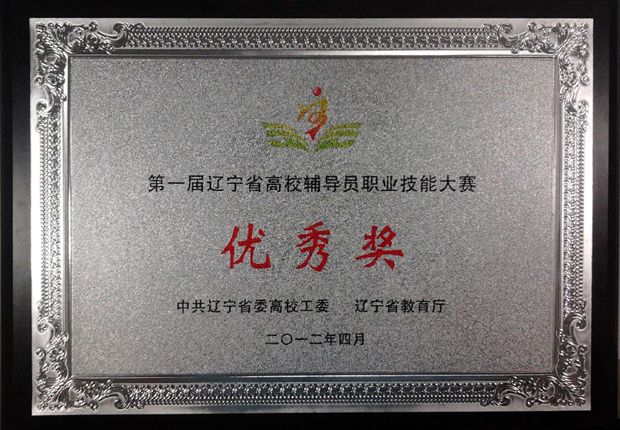 第一届辽宁省高校辅导员职业技能大赛
优秀奖
中共辽宁省委高校工委 辽宁省教育厅
二〇一二年四月